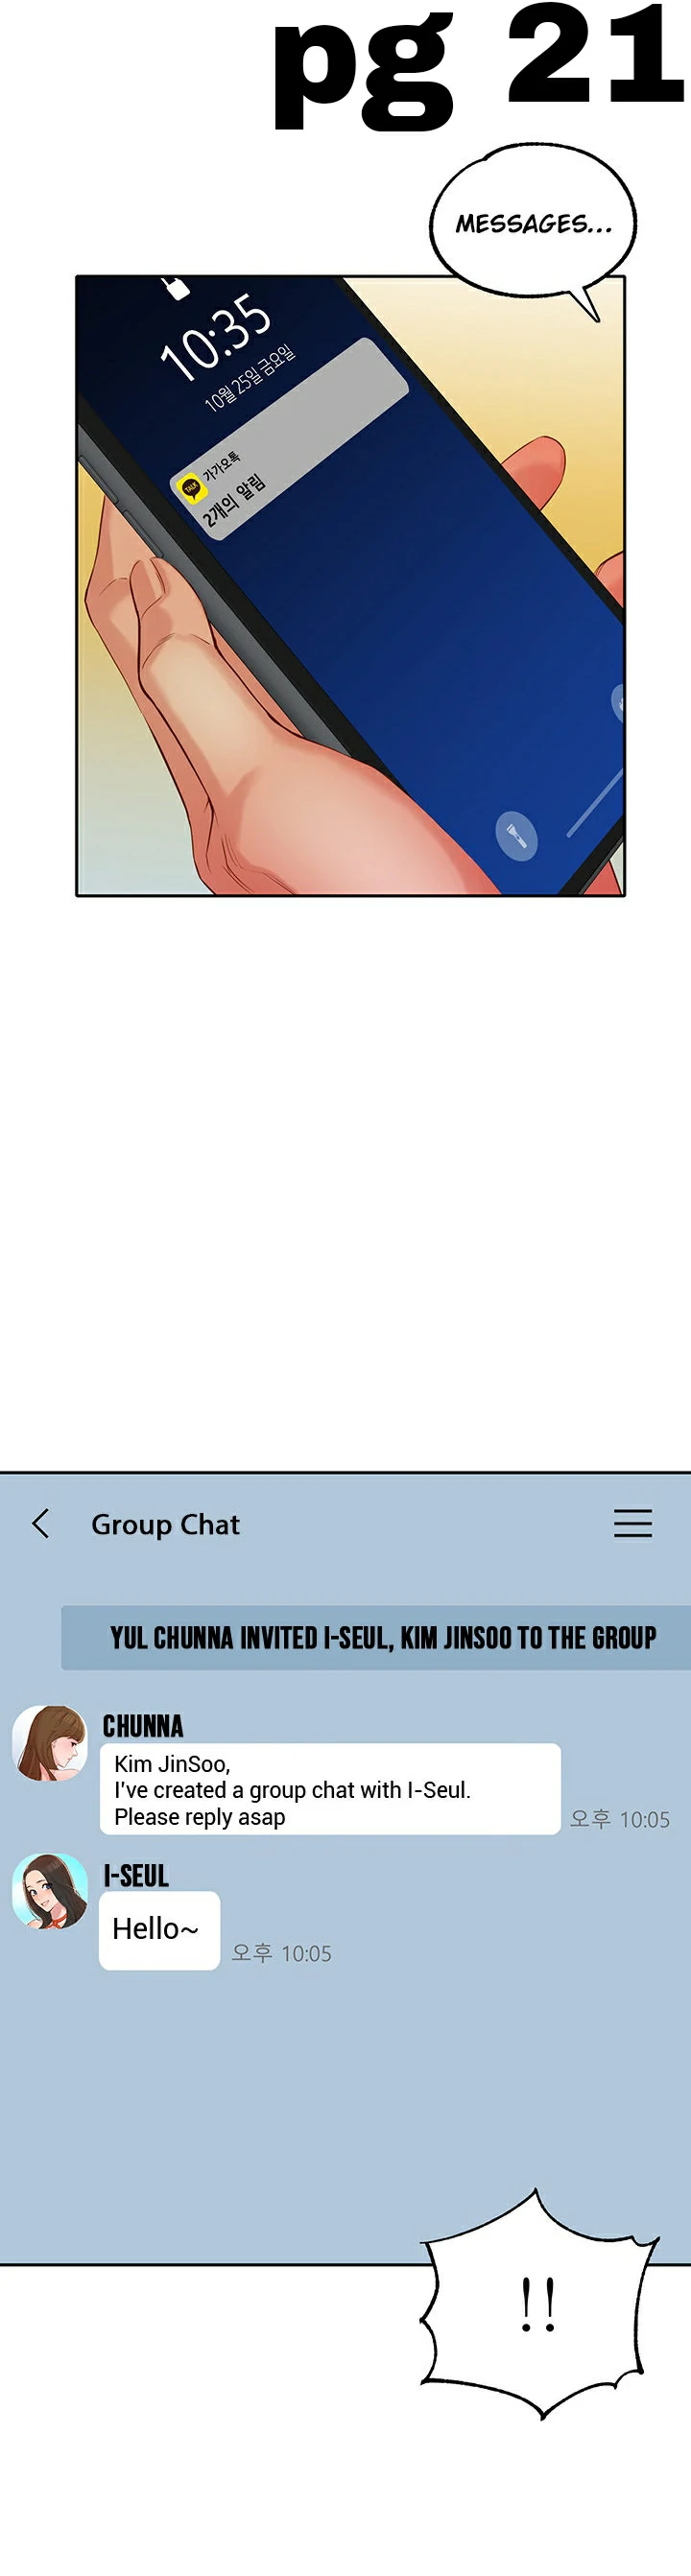 pg 21
MESSAGES...
10:35
10월 25일 금요일
TALK
가가오톡
2개의 알림
Group Chat
YUL CHUNNA INVITED I-SEUL, KIM JINSOO TO THE GROUP
CHUNNA
Kim JinSoo,
I've created a group chat with I-Seul.
Please reply asap
오후 10:05
I-SEUL
Hello~
오후 10:05
!!